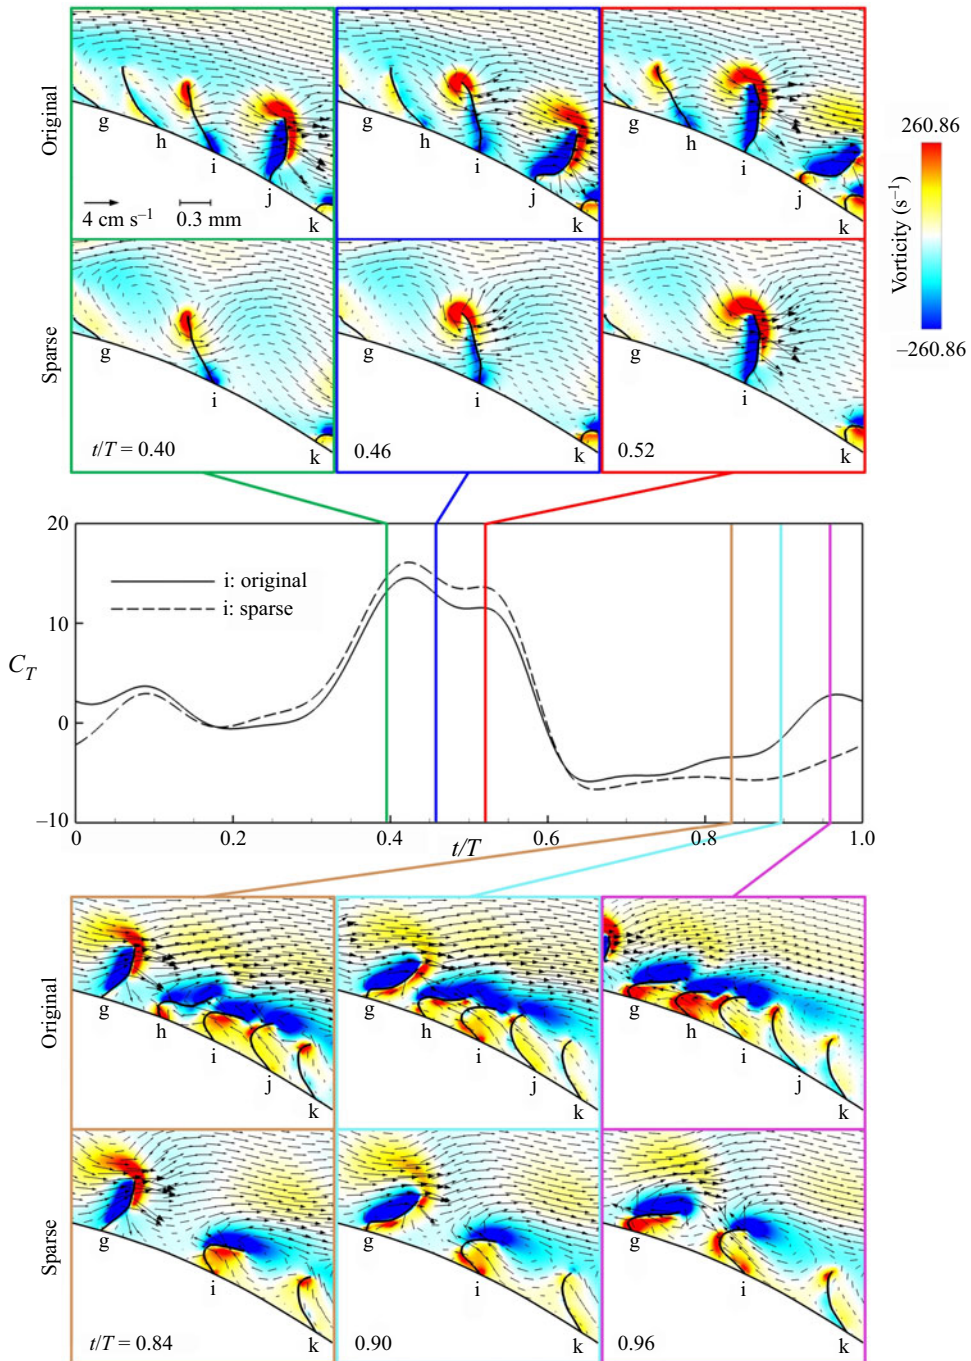 Original
g
h
i
j
k
4 cm s⁻¹
0.3 mm
g
h
i
j
k
g
h
i
j
k
260.86
Vorticity (s⁻¹)
−260.86
Sparse
g
i
k
t/T = 0.40
g
i
k
0.46
g
i
k
0.52
20
10
0
−10
C_T
i: original
i: sparse
0
0.2
0.4
t/T
0.6
0.8
1.0
Original
g
h
i
j
k
g
h
i
j
k
g
h
i
j
k
Sparse
g
i
k
t/T = 0.84
g
i
k
0.90
g
i
k
0.96